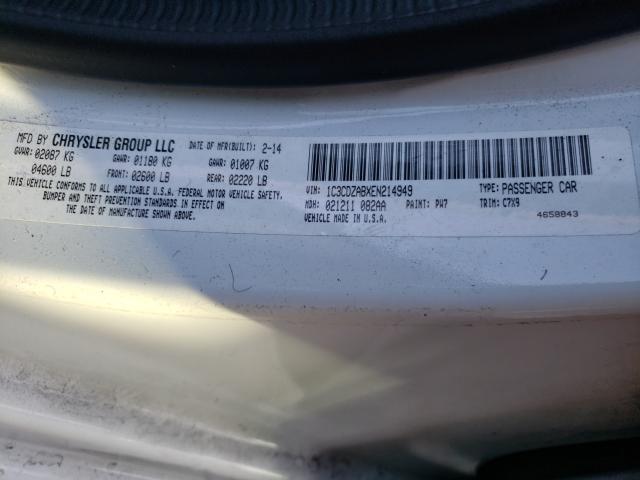 MFD BY CHRYSLER GROUP LLC DATE OF MFR(BUILT): 2-14
GVWR: 02087 KG GAWR: 01180 KG GAWR: 01007 KG
04600 LB FRONT: 02600 LB REAR: 02220 LB
THIS VEHICLE CONFORMS TO ALL APPLICABLE U.S.A. FEDERAL MOTOR VEHICLE SAFETY,
BUMPER AND THEFT PREVENTION STANDARDS IN EFFECT ON
THE DATE OF MANUFACTURE SHOWN ABOVE.
VIN: 1C3CDZABXEN214949 TYPE: PASSENGER CAR
MDH: 021211 082AA PAINT: PW7 TRIM: C7X9
VEHICLE MADE IN U.S.A. 4658843